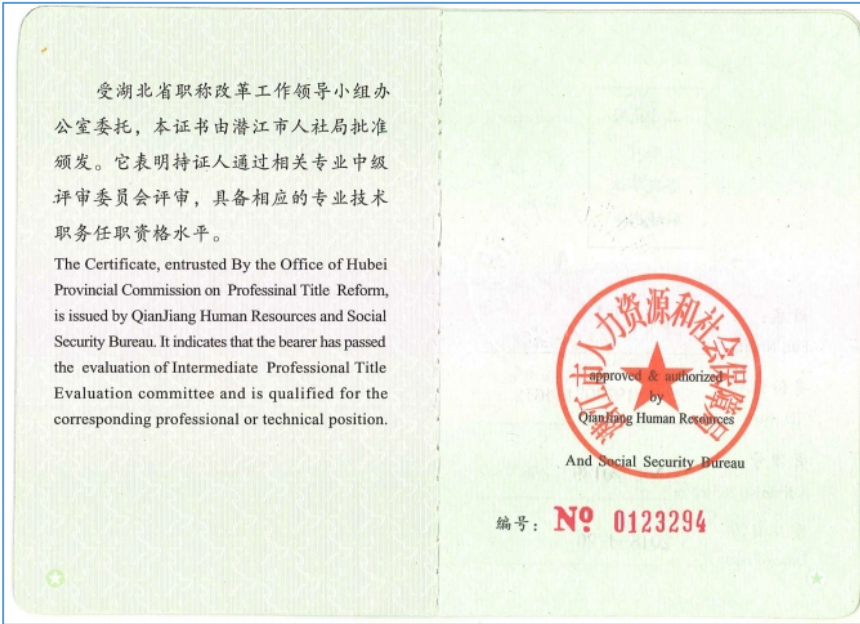 受湖北省职称改革工作领导小组办
公室委托，本证书由潜江市人社局批准
颁发。它表明持证人通过相关专业中级
评审委员会评审，具备相应的专业技术
职务任职资格水平。
The Certificate, entrusted By the Office of Hubei
Provincial Commission on Professinal Title Reform,
is issued by QianJiang Human Resources and Social
Security Bureau. It indicates that the bearer has passed
the evaluation of Intermediate Professional Title
Evaluation committee and is qualified for the
corresponding professional or technical position.
潜江市人力资源和社会保障局
approved & authorized
by
QianJiang Human Resources
And Social Security Bureau
编号：Nº 0123294